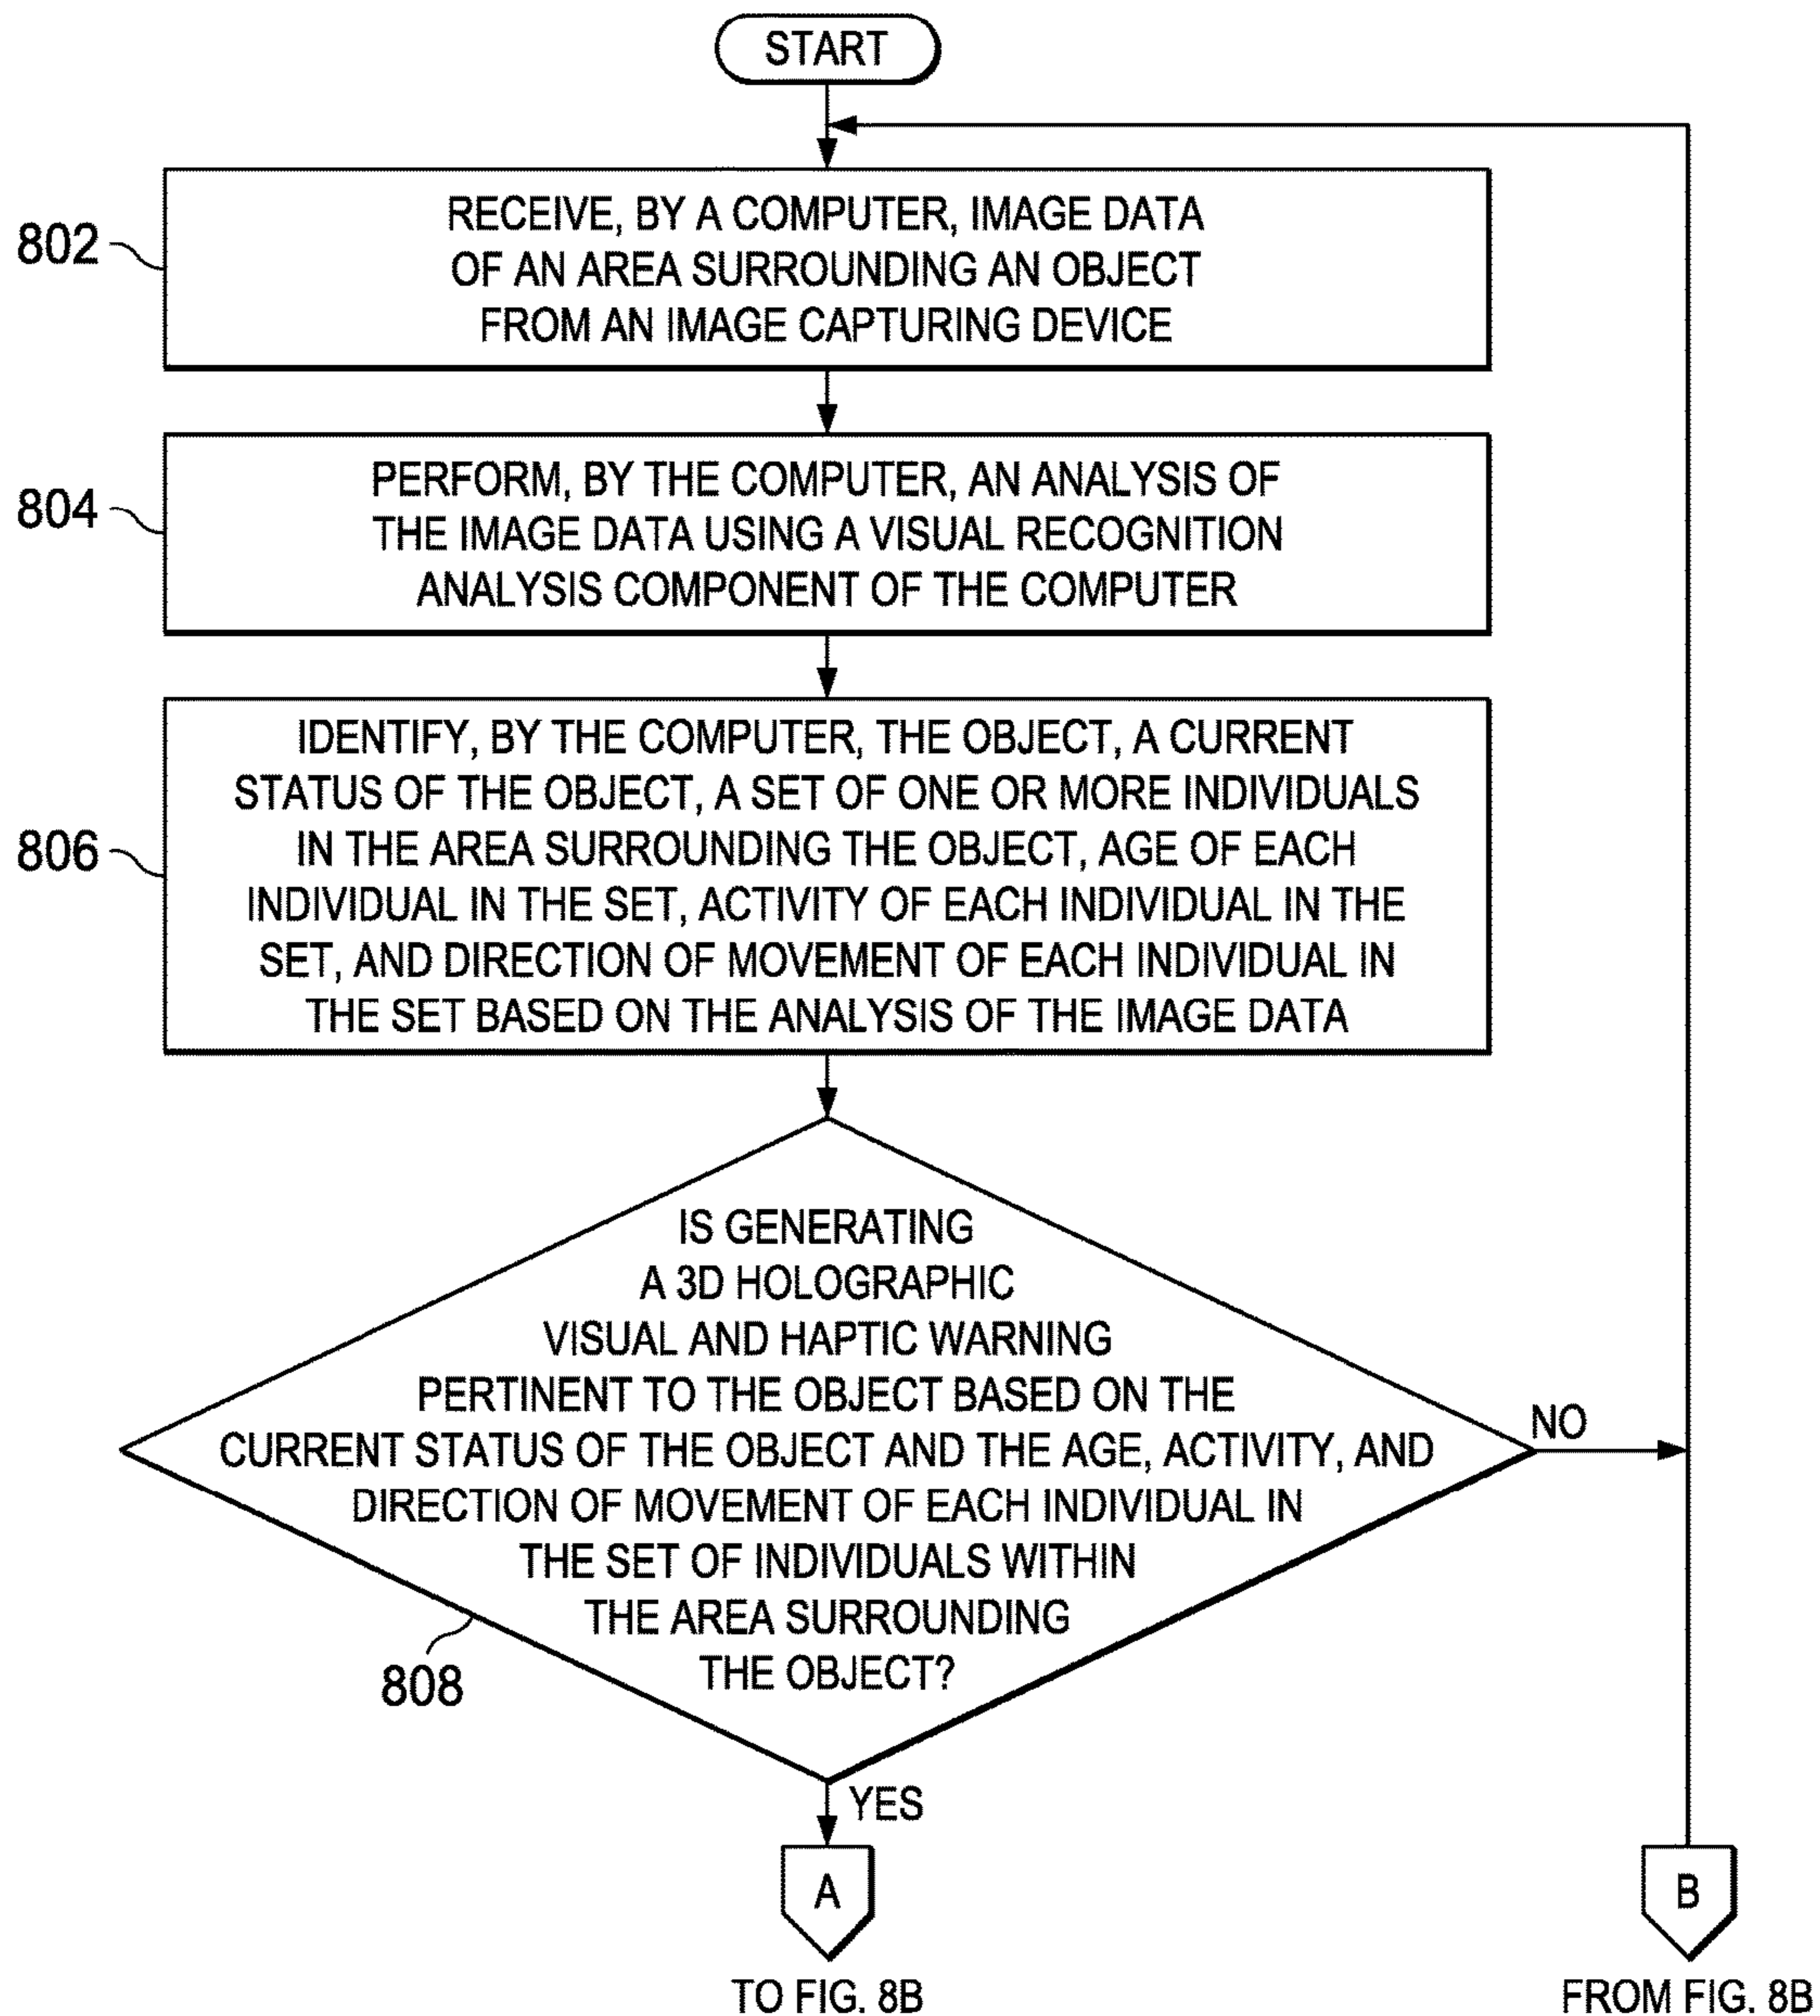 START
802
RECEIVE, BY A COMPUTER, IMAGE DATA
OF AN AREA SURROUNDING AN OBJECT
FROM AN IMAGE CAPTURING DEVICE
804
PERFORM, BY THE COMPUTER, AN ANALYSIS OF
THE IMAGE DATA USING A VISUAL RECOGNITION
ANALYSIS COMPONENT OF THE COMPUTER
806
IDENTIFY, BY THE COMPUTER, THE OBJECT, A CURRENT
STATUS OF THE OBJECT, A SET OF ONE OR MORE INDIVIDUALS
IN THE AREA SURROUNDING THE OBJECT, AGE OF EACH
INDIVIDUAL IN THE SET, ACTIVITY OF EACH INDIVIDUAL IN THE
SET, AND DIRECTION OF MOVEMENT OF EACH INDIVIDUAL IN
THE SET BASED ON THE ANALYSIS OF THE IMAGE DATA
IS GENERATING
A 3D HOLOGRAPHIC
VISUAL AND HAPTIC WARNING
PERTINENT TO THE OBJECT BASED ON THE
CURRENT STATUS OF THE OBJECT AND THE AGE, ACTIVITY, AND
DIRECTION OF MOVEMENT OF EACH INDIVIDUAL IN
THE SET OF INDIVIDUALS WITHIN
THE AREA SURROUNDING
THE OBJECT?
808
NO
YES
A
TO FIG. 8B
B
FROM FIG. 8B